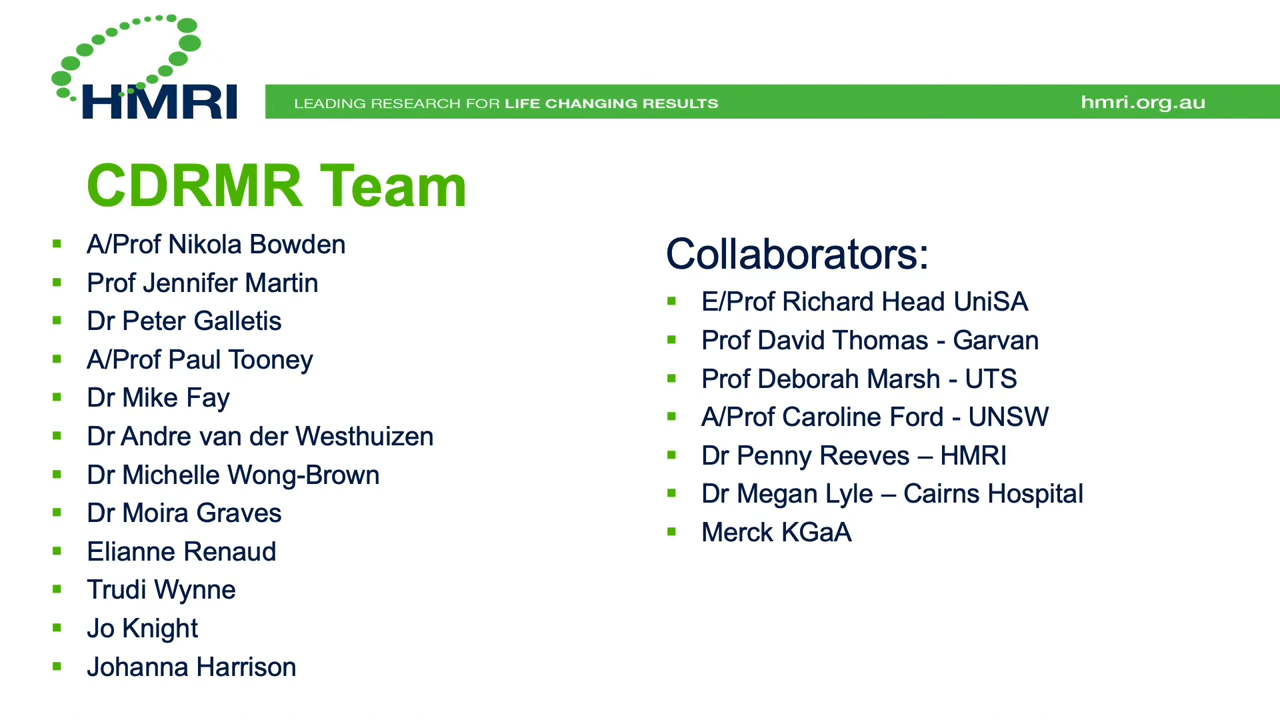 HMRI
LEADING RESEARCH FOR LIFE CHANGING RESULTS
hmri.org.au
CDRMR Team
▪ A/Prof Nikola Bowden
▪ Prof Jennifer Martin
▪ Dr Peter Galletis
▪ A/Prof Paul Tooney
▪ Dr Mike Fay
▪ Dr Andre van der Westhuizen
▪ Dr Michelle Wong-Brown
▪ Dr Moira Graves
▪ Elianne Renaud
▪ Trudi Wynne
▪ Jo Knight
▪ Johanna Harrison
Collaborators:
▪ E/Prof Richard Head UniSA
▪ Prof David Thomas - Garvan
▪ Prof Deborah Marsh - UTS
▪ A/Prof Caroline Ford - UNSW
▪ Dr Penny Reeves – HMRI
▪ Dr Megan Lyle – Cairns Hospital
▪ Merck KGaA